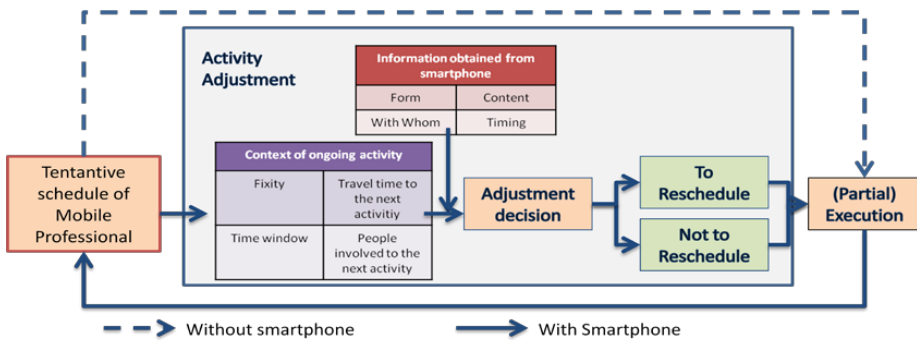 Activity
Adjustment
Information obtained from
smartphone
Form
Content
With Whom
Timing
Tentantive
schedule of
Mobile
Professional
Context of ongoing activity
Fixity
Travel time to
the next
activitiy
Time window
People
involved to the
next activity
Adjustment
decision
To
Reschedule
Not to
Reschedule
(Partial)
Execution
Without smartphone
With Smartphone